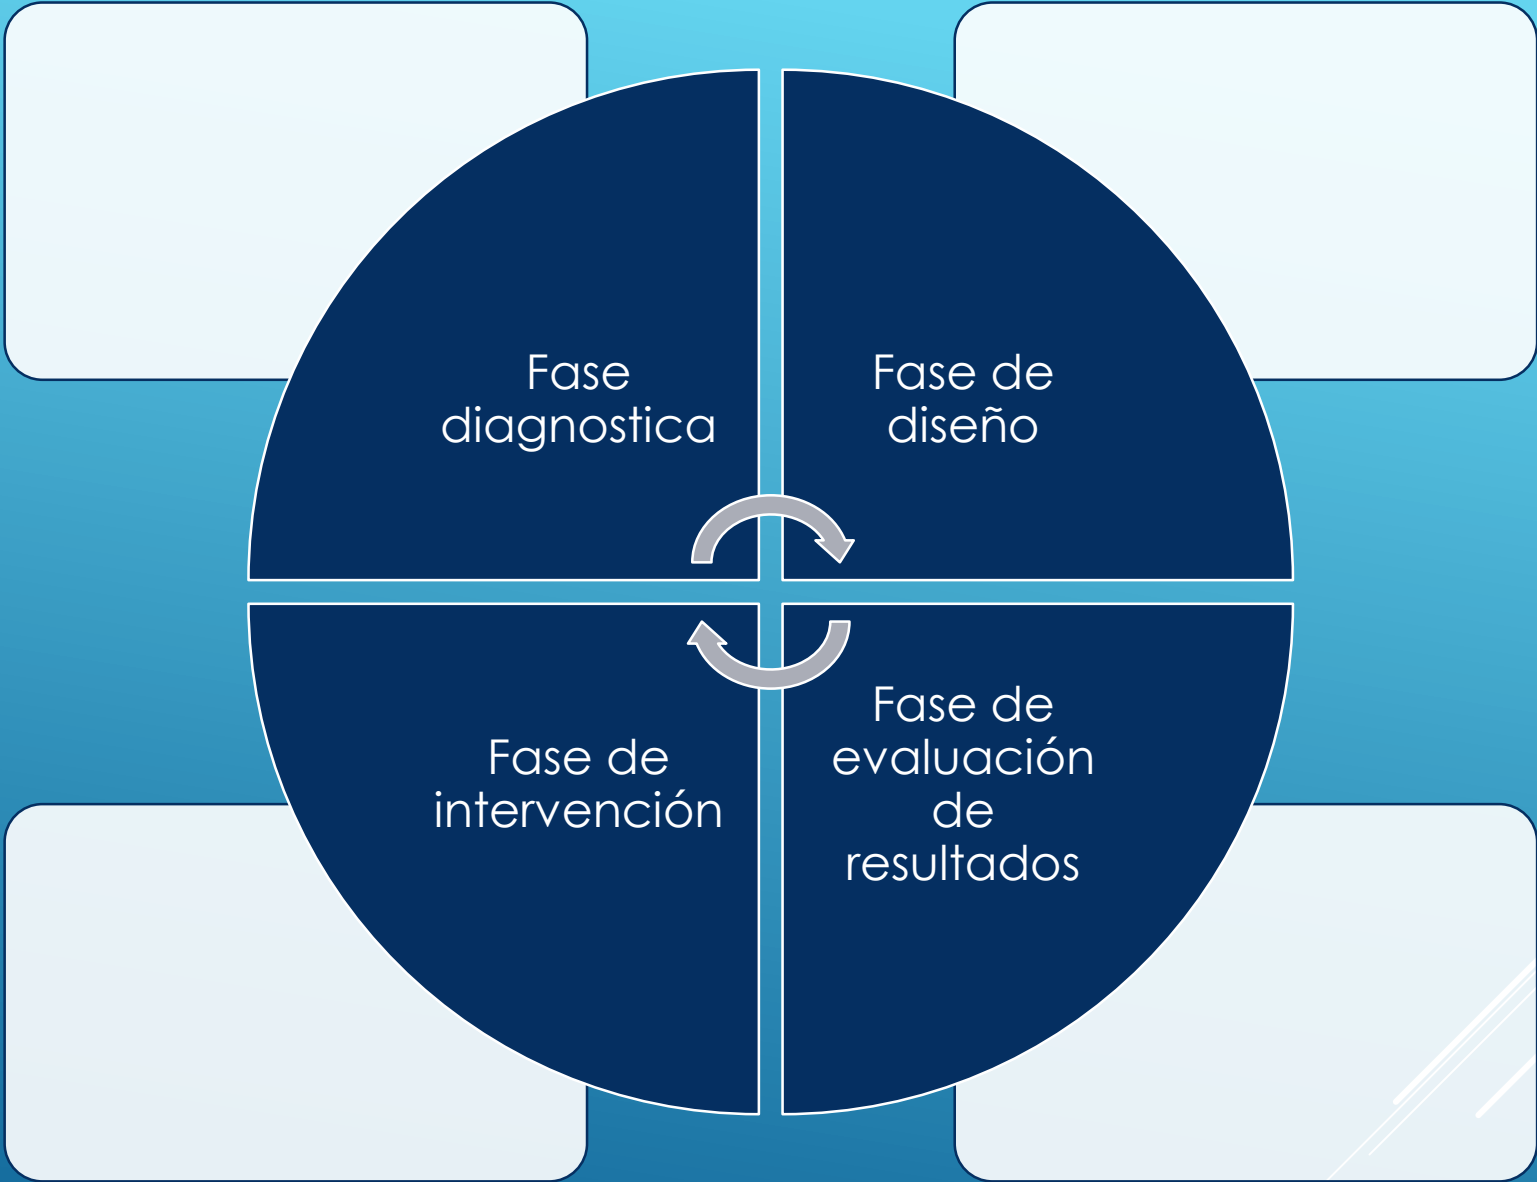 Fase
diagnostica
Fase de
diseño
Fase de
intervención
Fase de
evaluación
de
resultados